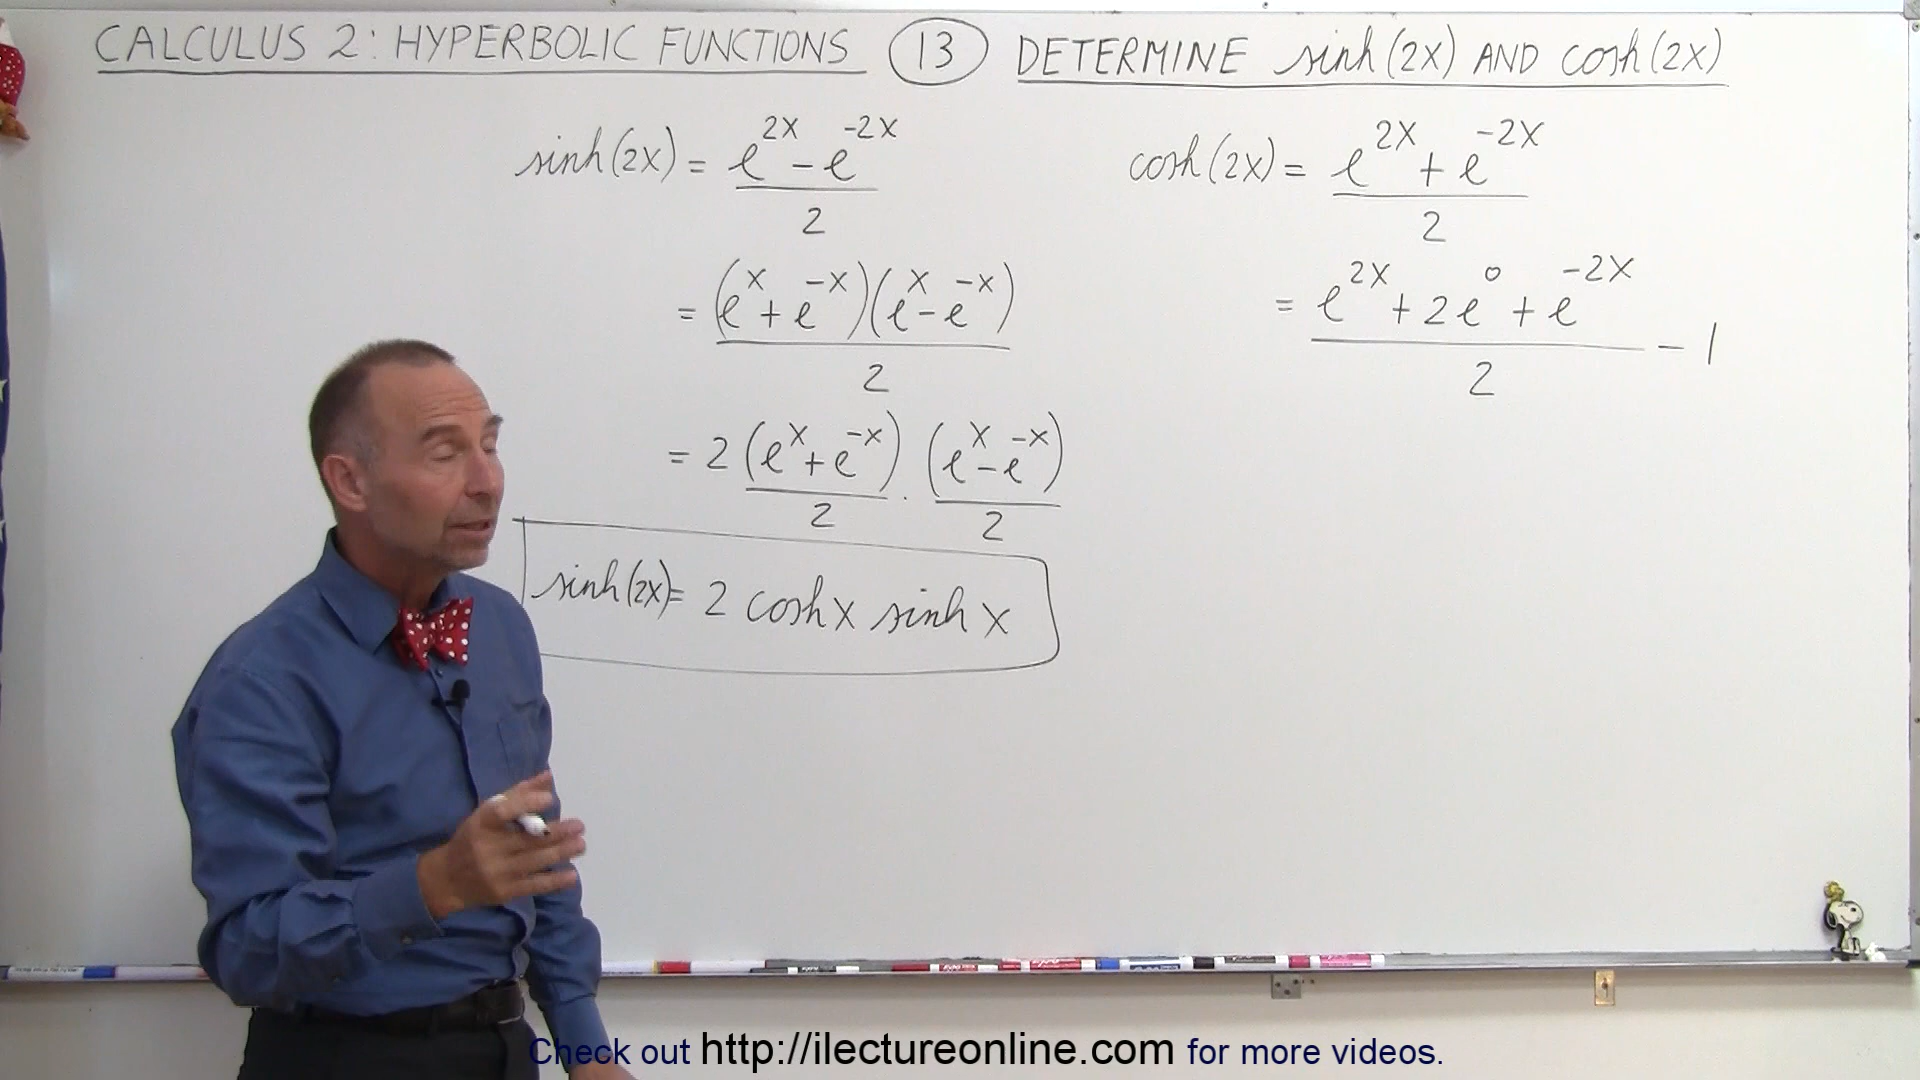 CALCULUS 2: HYPERBOLIC FUNCTIONS 13 DETERMINE sinh(2x) AND cosh(2x)
sinh(2x) = (e^{2x} - e^{-2x})/2
= (e^x + e^{-x})(e^x - e^{-x})/2
= 2 (e^x + e^{-x})/2 · (e^x - e^{-x})/2
sinh(2x) = 2 cosh x sinh x
cosh(2x) = (e^{2x} + e^{-2x})/2
= (e^{2x} + 2e^0 + e^{-2x})/2 - 1
Check out http://ilectureonline.com for more videos.